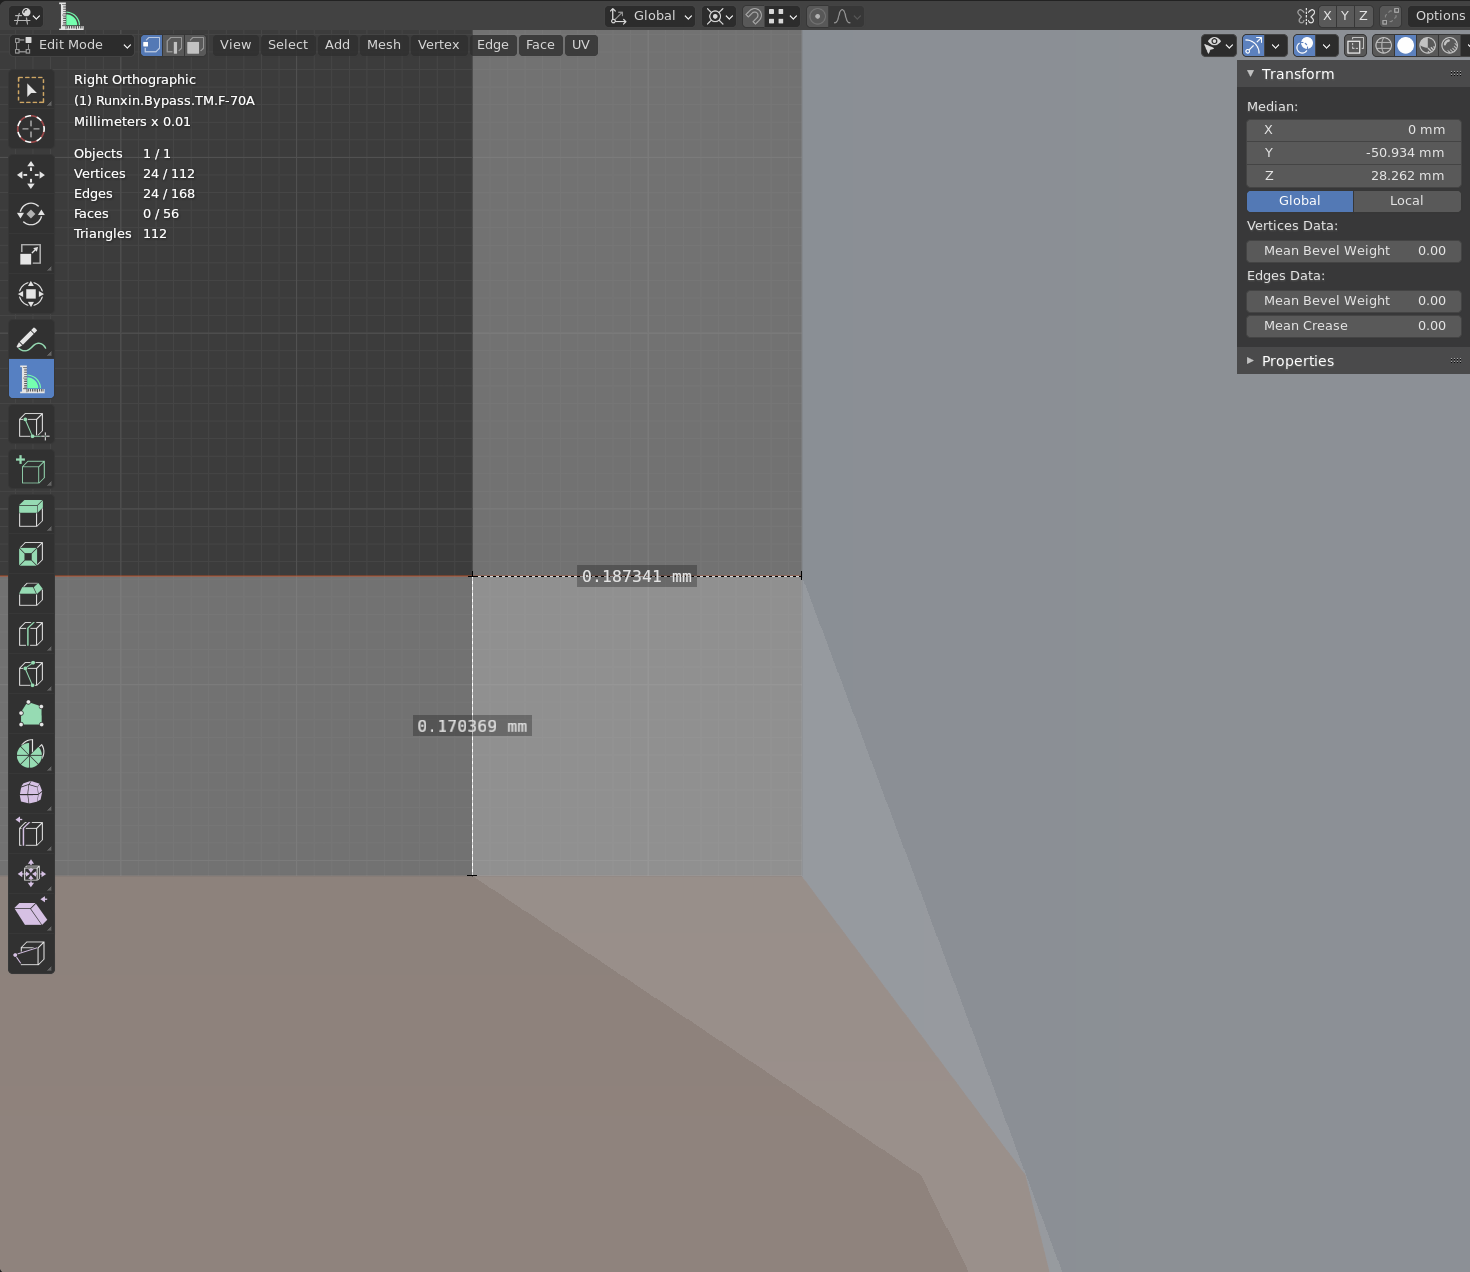 Global
X Y Z
Options
Edit Mode
View Select Add Mesh Vertex Edge Face UV
Right Orthographic
(1) Runxin.Bypass.TM.F-70A
Millimeters x 0.01
Objects 1 / 1
Vertices 24 / 112
Edges 24 / 168
Faces 0 / 56
Triangles 112
Transform
Median:
X 0 mm
Y -50.934 mm
Z 28.262 mm
Global Local
Vertices Data:
Mean Bevel Weight 0.00
Edges Data:
Mean Bevel Weight 0.00
Mean Crease 0.00
Properties
0.187341 mm
0.170369 mm